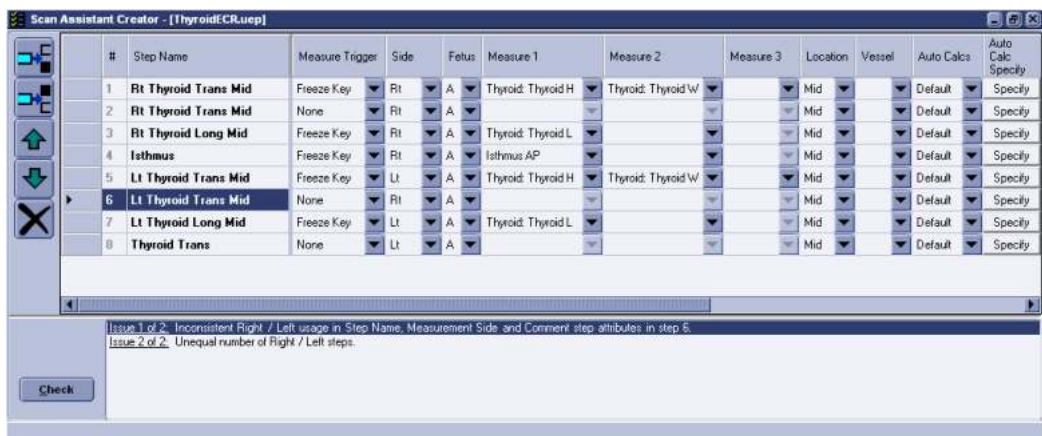 Scan Assistant Creator - [ThyroidECR.uep]
# Step Name Measure Trigger Side Fetus Measure 1 Measure 2 Measure 3 Location Vessel Auto Calcs Auto Calc Specify
1 Rt Thyroid Trans Mid Freeze Key Rt A Thyroid: Thyroid H Thyroid: Thyroid W Mid Default Specify
2 Rt Thyroid Trans Mid None Rt A Mid Default Specify
3 Rt Thyroid Long Mid Freeze Key Rt A Thyroid: Thyroid L Mid Default Specify
4 Isthmus Freeze Key Rt A Isthmus AP Mid Default Specify
5 Lt Thyroid Trans Mid Freeze Key Lt A Thyroid: Thyroid H Thyroid: Thyroid W Mid Default Specify
6 Lt Thyroid Trans Mid None Rt A Mid Default Specify
7 Lt Thyroid Long Mid Freeze Key Lt A Thyroid: Thyroid L Mid Default Specify
8 Thyroid Trans None Lt A Mid Default Specify
Issue 1 of 2: Inconsistent Right / Left usage in Step Name, Measurement Side and Comment step attributes in step 6.
Issue 2 of 2: Unequal number of Right / Left steps.
Check